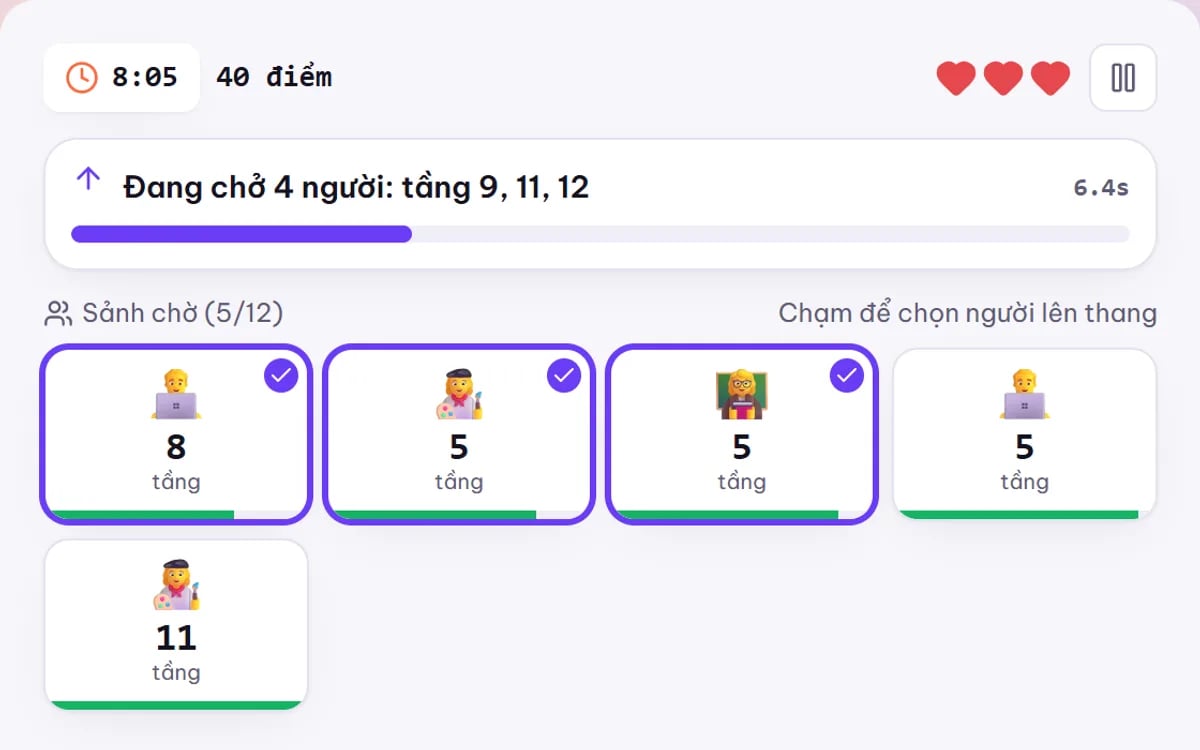 8:05 40 điểm
Đang chở 4 người: tầng 9, 11, 12 6.4s
Sảnh chờ (5/12) Chạm để chọn người lên thang
8 5 5 5
tầng tầng tầng tầng
11
tầng